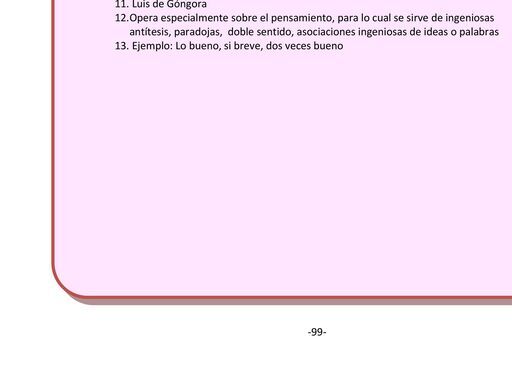 11. Luis de Góngora
12.Opera especialmente sobre el pensamiento, para lo cual se sirve de ingeniosas
antítesis, paradojas, doble sentido, asociaciones ingeniosas de ideas o palabras
13. Ejemplo: Lo bueno, si breve, dos veces bueno
-99-